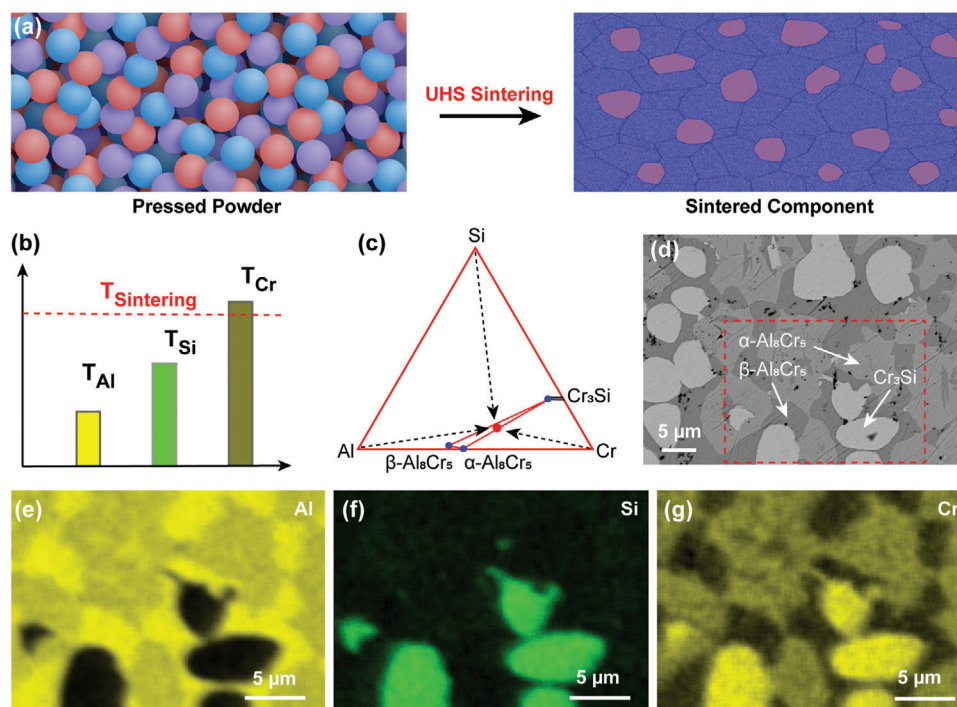 (a)
UHS Sintering
Pressed Powder
Sintered Component
(b)
T_Sintering
T_Al
T_Si
T_Cr
(c)
Si
Al
Cr
Cr₃Si
β-Al₈Cr₅
α-Al₈Cr₅
(d)
α-Al₈Cr₅
β-Al₈Cr₅
Cr₃Si
5 µm
(e)
Al
5 µm
(f)
Si
5 µm
(g)
Cr
5 µm